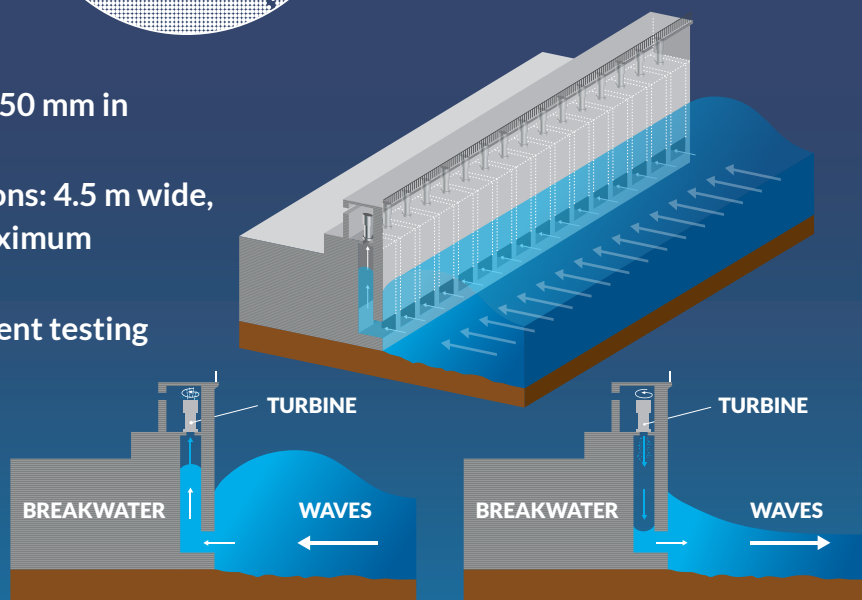 50 mm in
ons: 4.5 m wide,
ximum
ent testing
TURBINE
BREAKWATER
WAVES
TURBINE
BREAKWATER
WAVES